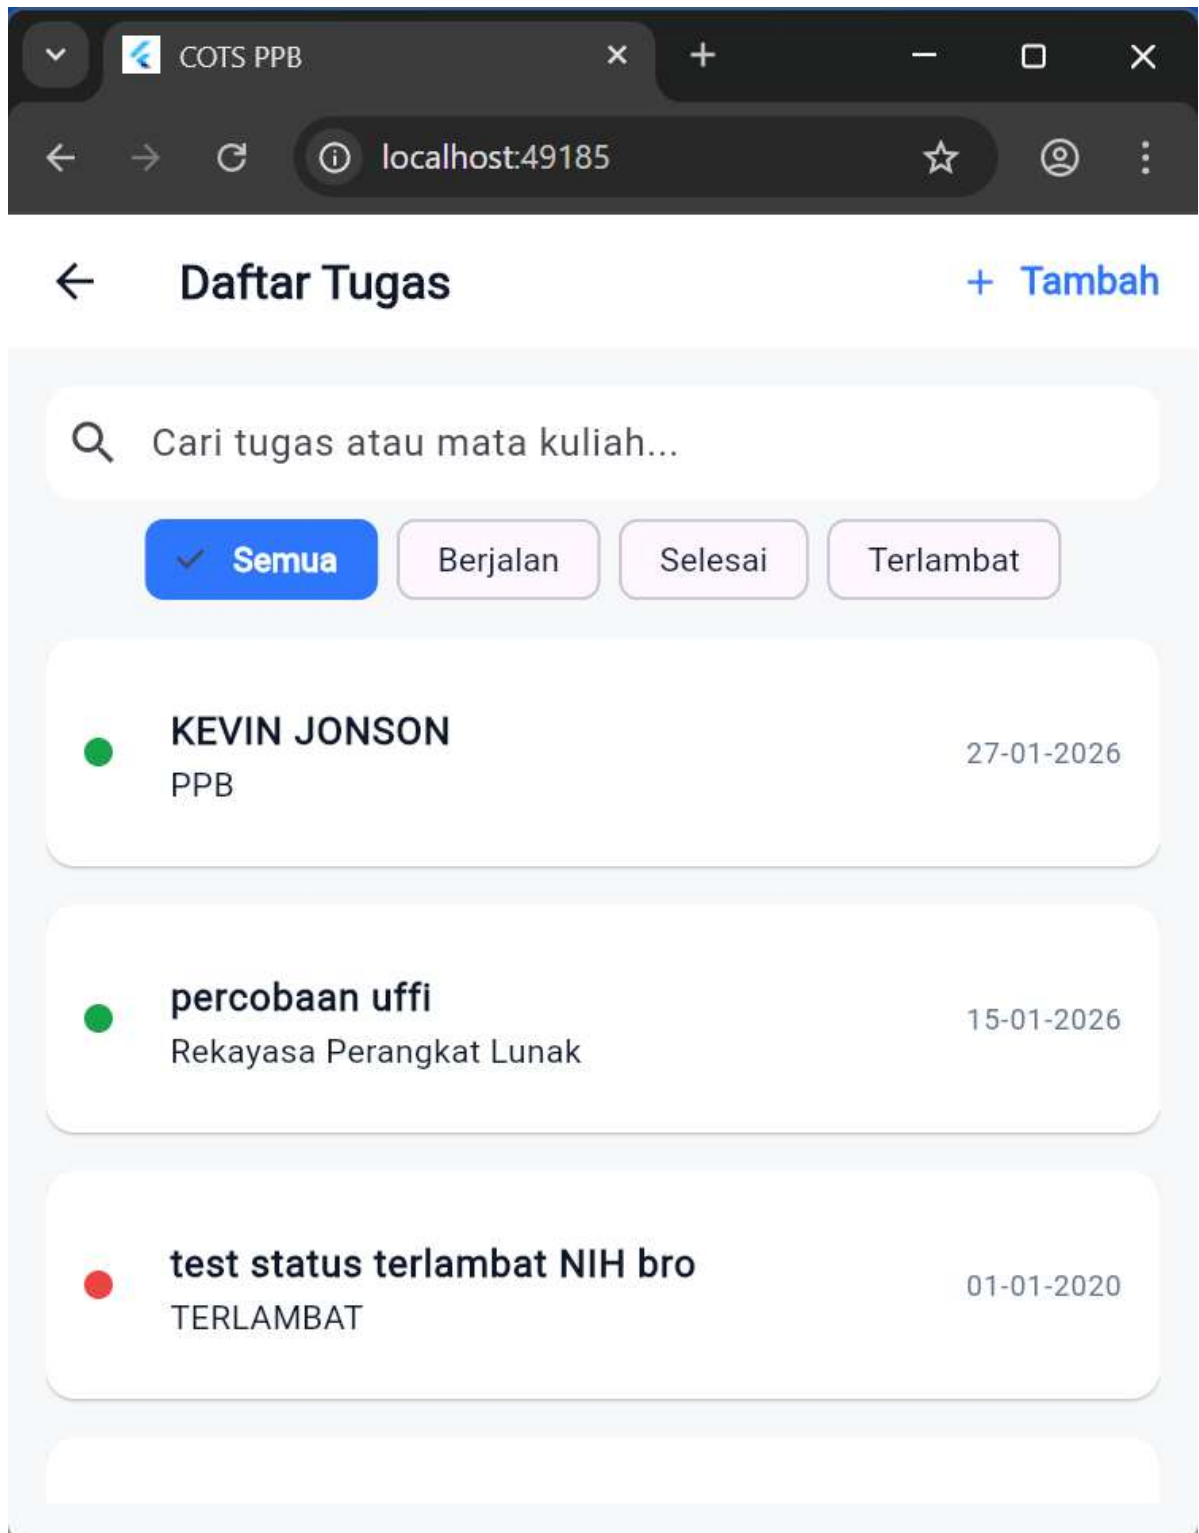 COTS PPB
localhost:49185
Daftar Tugas
+ Tambah
Cari tugas atau mata kuliah...
Semua Berjalan Selesai Terlambat
KEVIN JONSON
PPB
27-01-2026
percobaan uffi
Rekayasa Perangkat Lunak
15-01-2026
test status terlambat NIH bro
TERLAMBAT
01-01-2020